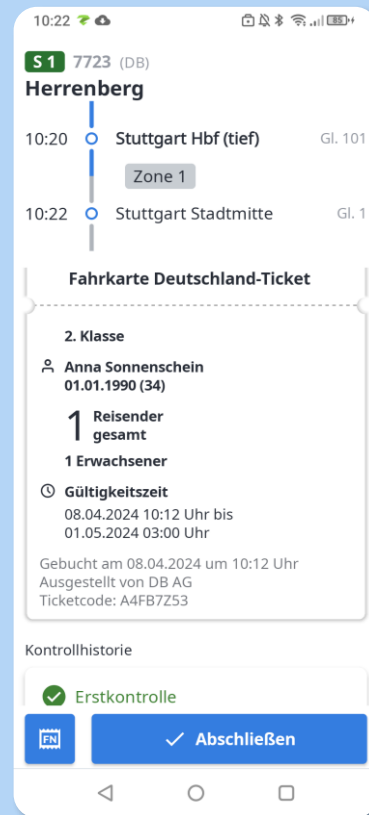 10:22
85
S 1 7723 (DB)
Herrenberg
10:20 Stuttgart Hbf (tief) Gl. 101
Zone 1
10:22 Stuttgart Stadtmitte Gl. 1
Fahrkarte Deutschland-Ticket
2. Klasse
Anna Sonnenschein
01.01.1990 (34)
1 Reisender
gesamt
1 Erwachsener
Gültigkeitszeit
08.04.2024 10:12 Uhr bis
01.05.2024 03:00 Uhr
Gebucht am 08.04.2024 um 10:12 Uhr
Ausgestellt von DB AG
Ticketcode: A4FB7Z53
Kontrollhistorie
Erstkontrolle
FN Abschließen